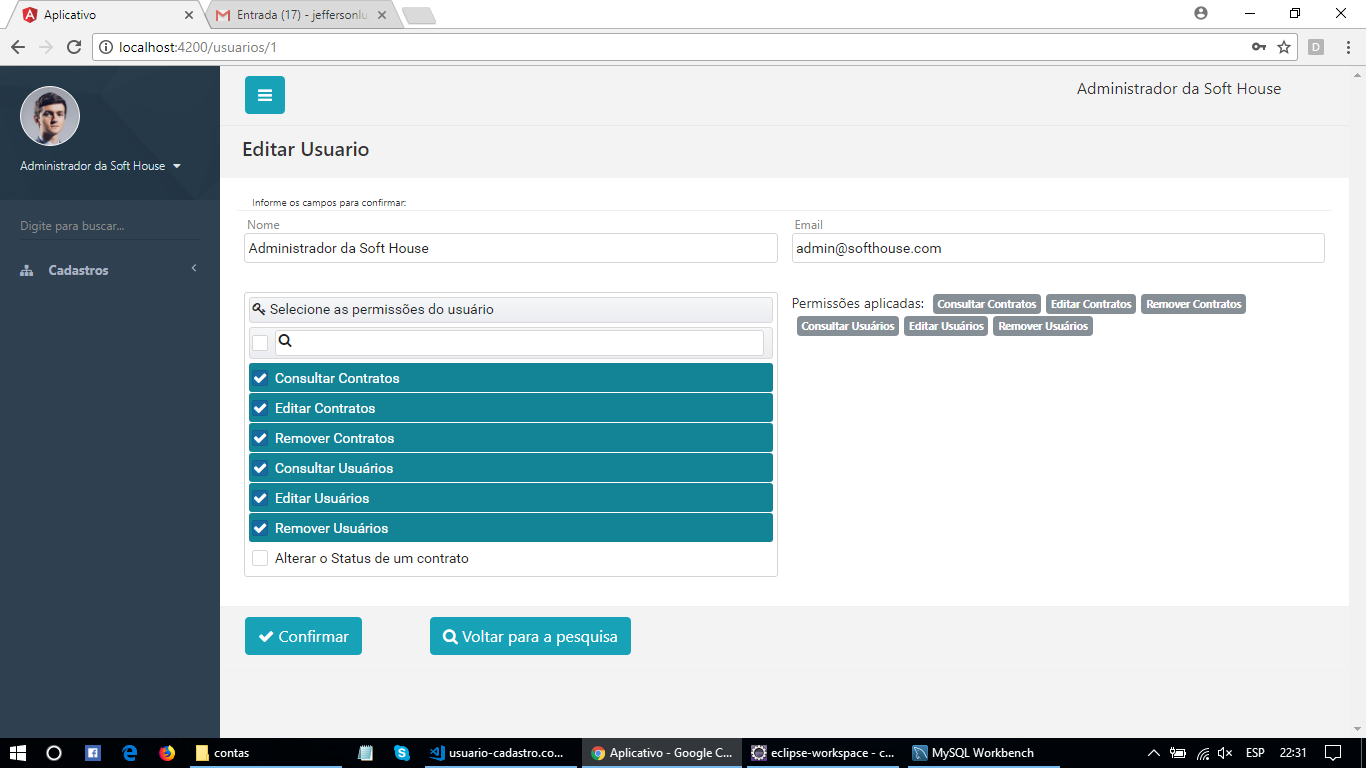 Aplicativo
Entrada (17) - jeffersonlu
localhost:4200/usuarios/1
D
Administrador da Soft House
Administrador da Soft House
Digite para buscar...
Cadastros
Editar Usuario
Informe os campos para confirmar:
Nome
Email
Administrador da Soft House
admin@softhouse.com
Selecione as permissões do usuário
Consultar Contratos
Editar Contratos
Remover Contratos
Consultar Usuários
Editar Usuários
Remover Usuários
Alterar o Status de um contrato
Permissões aplicadas: Consultar Contratos Editar Contratos Remover Contratos
Consultar Usuários Editar Usuários Remover Usuários
Confirmar
Voltar para a pesquisa
contas
usuario-cadastro.co...
Aplicativo - Google C...
eclipse-workspace - c...
MySQL Workbench
ESP
22:31